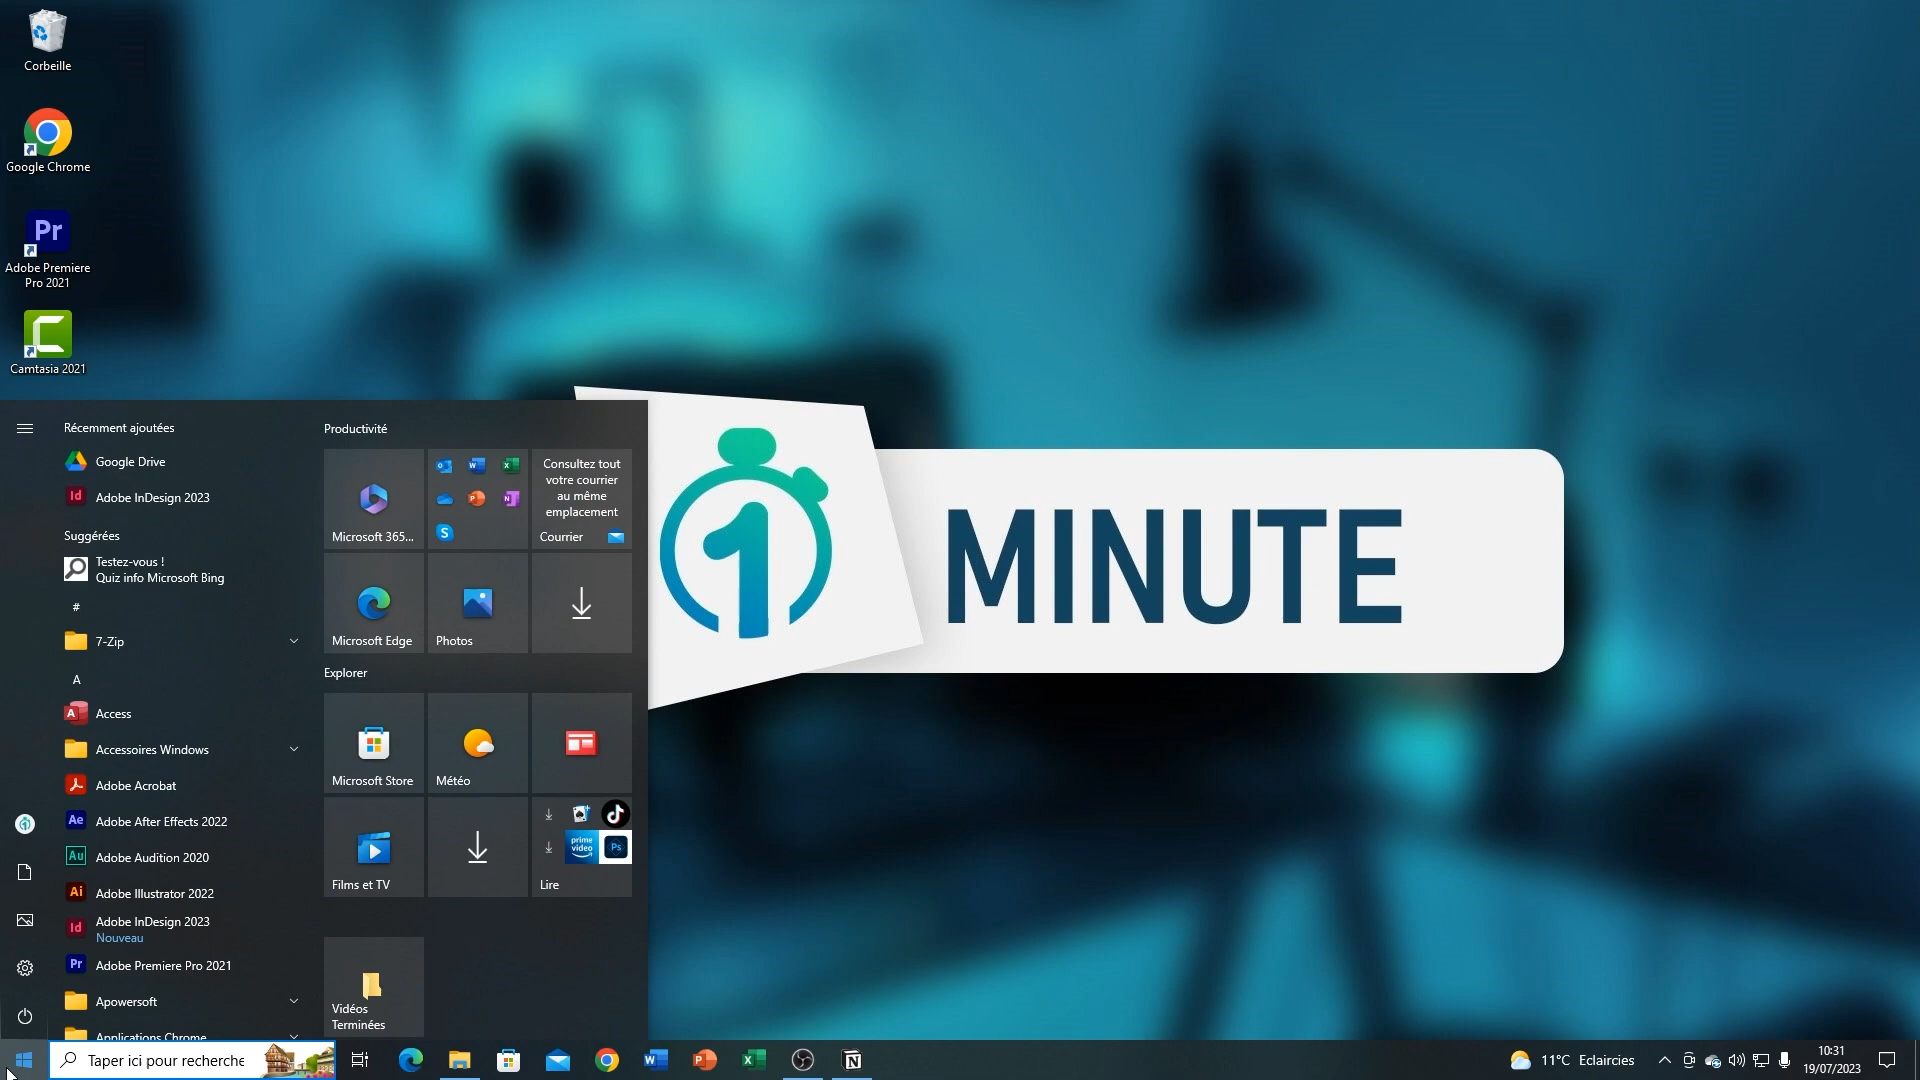 Corbeille
Google Chrome
Adobe Premiere
Pro 2021
Camtasia 2021
Récemment ajoutées
Google Drive
Adobe InDesign 2023
Suggérées
Testez-vous !
Quiz info Microsoft Bing
#
7-Zip
A
Access
Accessoires Windows
Adobe Acrobat
Adobe After Effects 2022
Adobe Audition 2020
Adobe Illustrator 2022
Adobe InDesign 2023
Nouveau
Adobe Premiere Pro 2021
Apowersoft
Applications Chrome
Productivité
Microsoft 365...
Consultez tout
votre courrier
au même
emplacement
Courrier
Microsoft Edge
Photos
Explorer
Microsoft Store
Météo
Films et TV
prime
video
Ps
Lire
Vidéos
Terminées
1
MINUTE
Taper ici pour recherche
11°C Eclaircies
10:31
19/07/2023